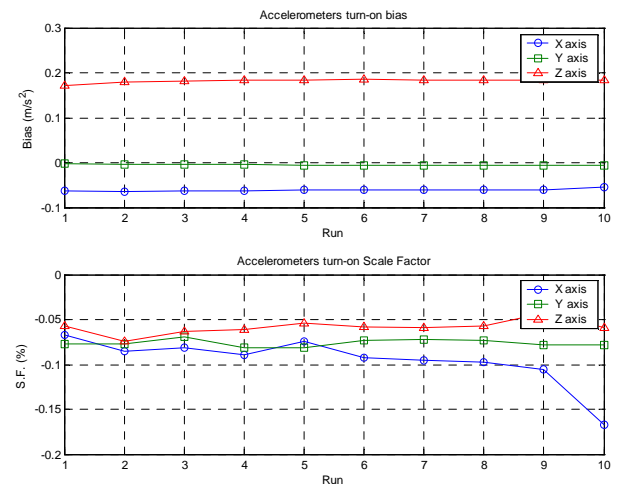 Accelerometers turn-on bias
0.3
0.2
0.1
0
-0.1
Bias (m/s²)
X axis
Y axis
Z axis
1 2 3 4 5 6 7 8 9 10
Run
Accelerometers turn-on Scale Factor
0
-0.05
-0.1
-0.15
-0.2
S.F. (%)
X axis
Y axis
Z axis
1 2 3 4 5 6 7 8 9 10
Run